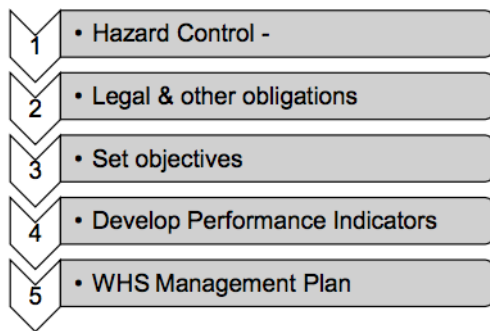 1 • Hazard Control -
2 • Legal & other obligations
3 • Set objectives
4 • Develop Performance Indicators
5 • WHS Management Plan